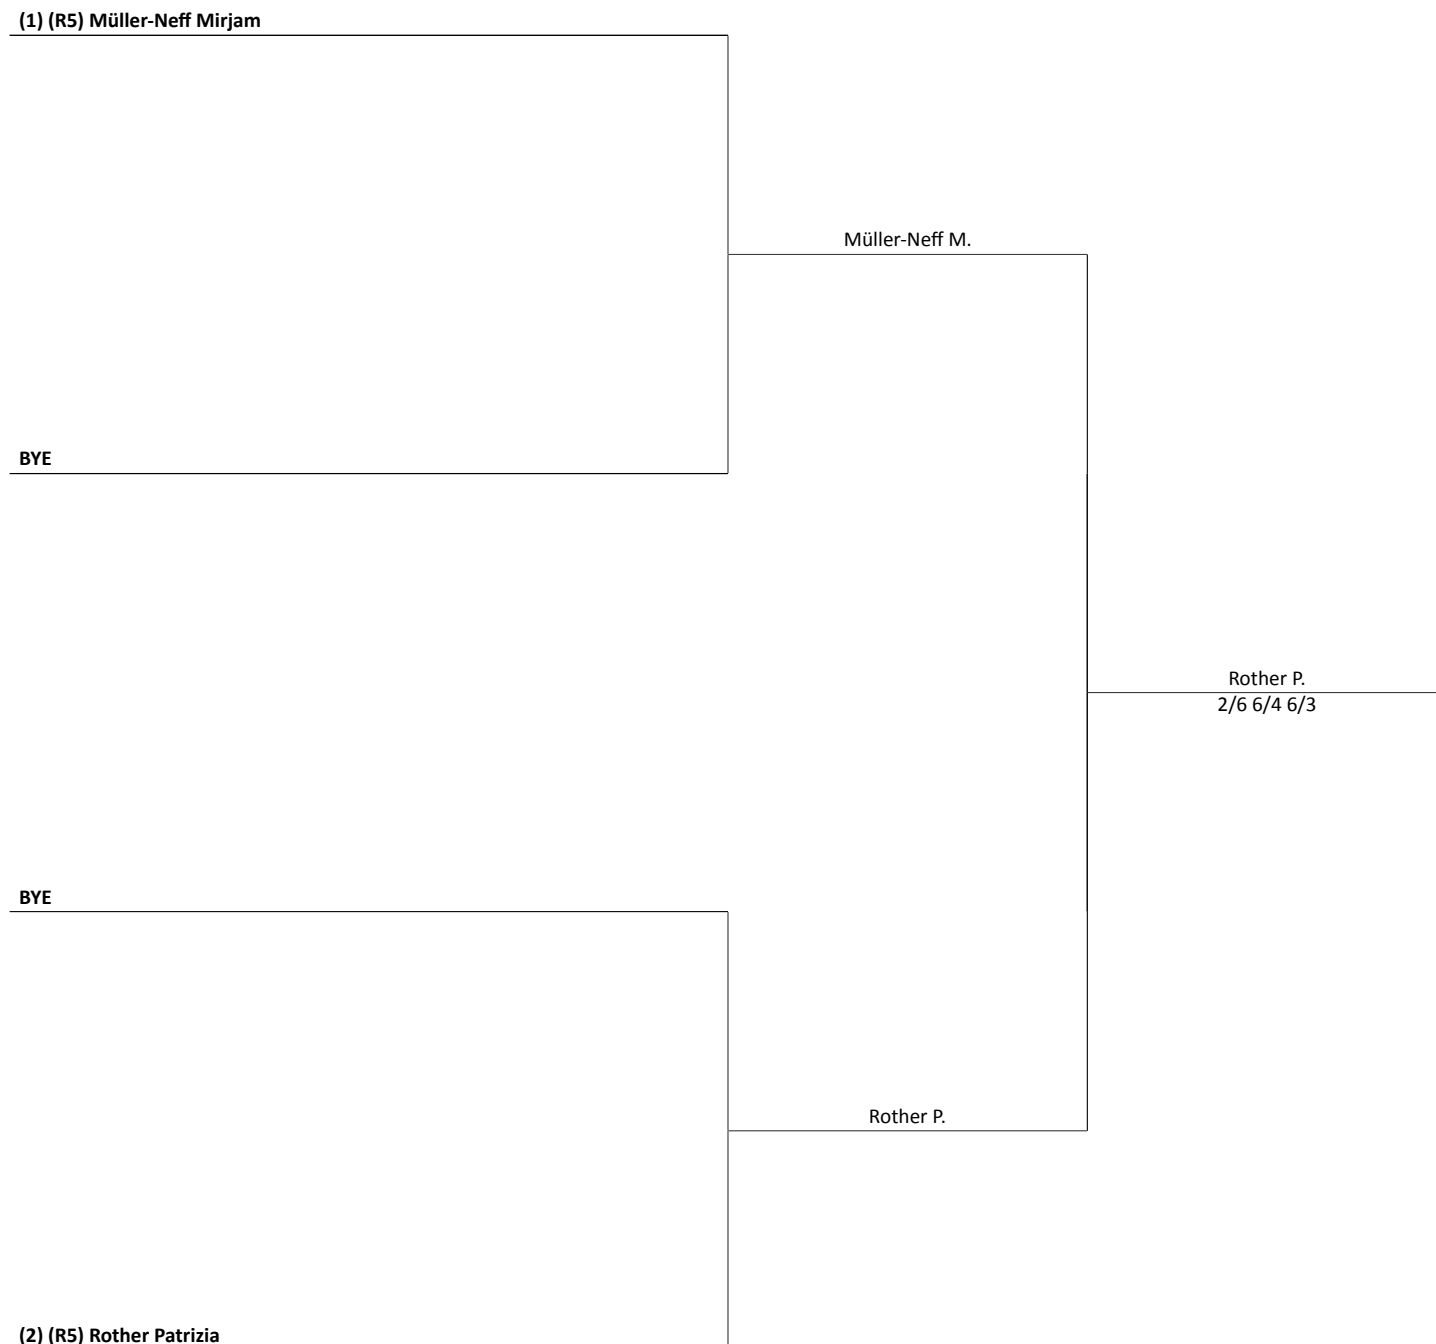 (1) (R5) Müller-Neff Mirjam
Müller-Neff M.
BYE
Rother P.
2/6 6/4 6/3
BYE
Rother P.
(2) (R5) Rother Patrizia